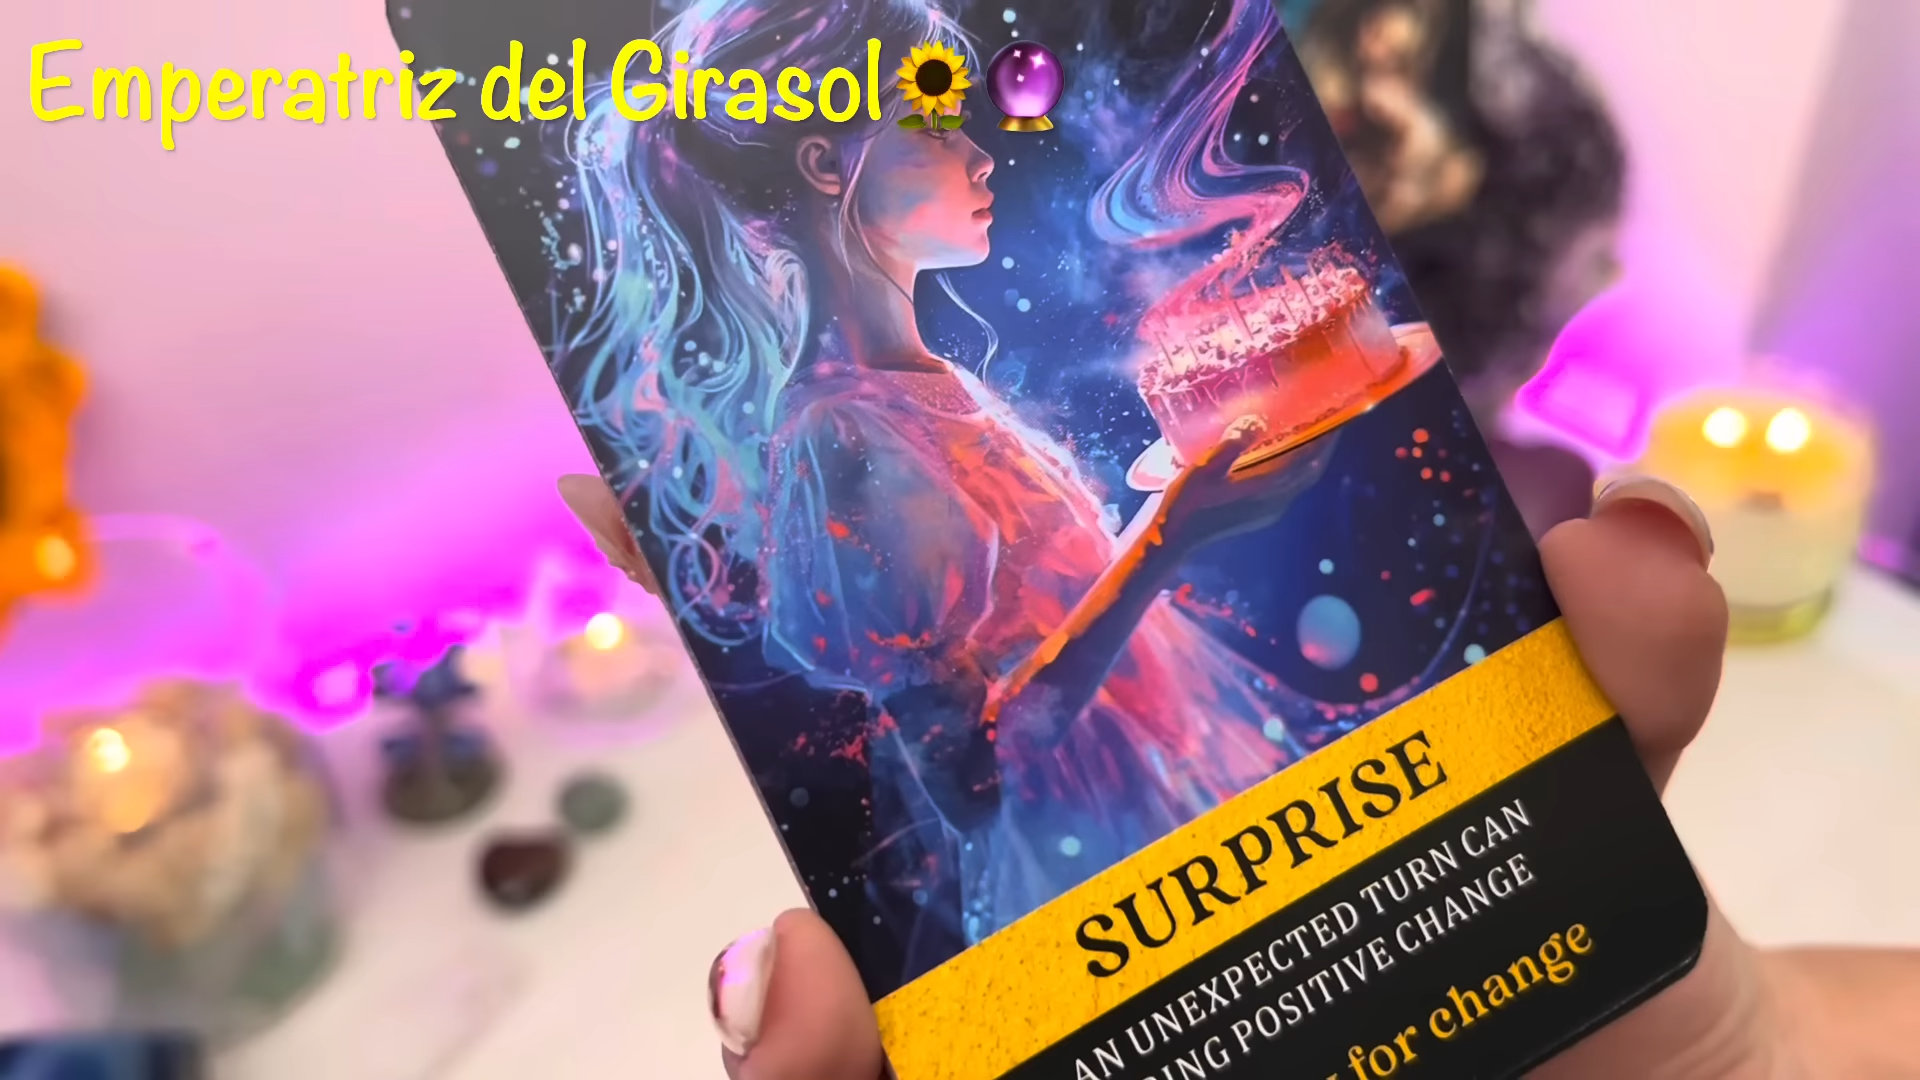 Emperatriz del Girasol🌻🔮
SURPRISE
AN UNEXPECTED TURN CAN
POSITIVE CHANGE
for change